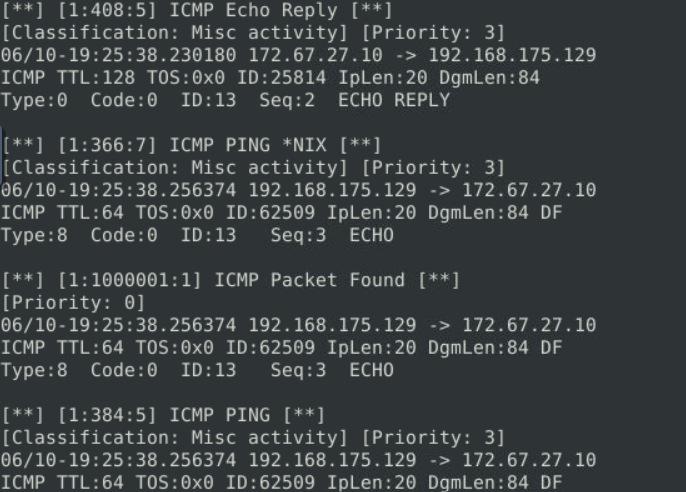 [**] [1:408:5] ICMP Echo Reply [**]
[Classification: Misc activity] [Priority: 3]
06/10-19:25:38.230180 172.67.27.10 -> 192.168.175.129
ICMP TTL:128 TOS:0x0 ID:25814 IpLen:20 DgmLen:84
Type:0  Code:0  ID:13  Seq:2  ECHO REPLY

[**] [1:366:7] ICMP PING *NIX [**]
[Classification: Misc activity] [Priority: 3]
06/10-19:25:38.256374 192.168.175.129 -> 172.67.27.10
ICMP TTL:64 TOS:0x0 ID:62509 IpLen:20 DgmLen:84 DF
Type:8  Code:0  ID:13   Seq:3  ECHO

[**] [1:1000001:1] ICMP Packet Found [**]
[Priority: 0]
06/10-19:25:38.256374 192.168.175.129 -> 172.67.27.10
ICMP TTL:64 TOS:0x0 ID:62509 IpLen:20 DgmLen:84 DF
Type:8  Code:0  ID:13   Seq:3  ECHO

[**] [1:384:5] ICMP PING [**]
[Classification: Misc activity] [Priority: 3]
06/10-19:25:38.256374 192.168.175.129 -> 172.67.27.10
ICMP TTL:64 TOS:0x0 ID:62509 IpLen:20 DgmLen:84 DF